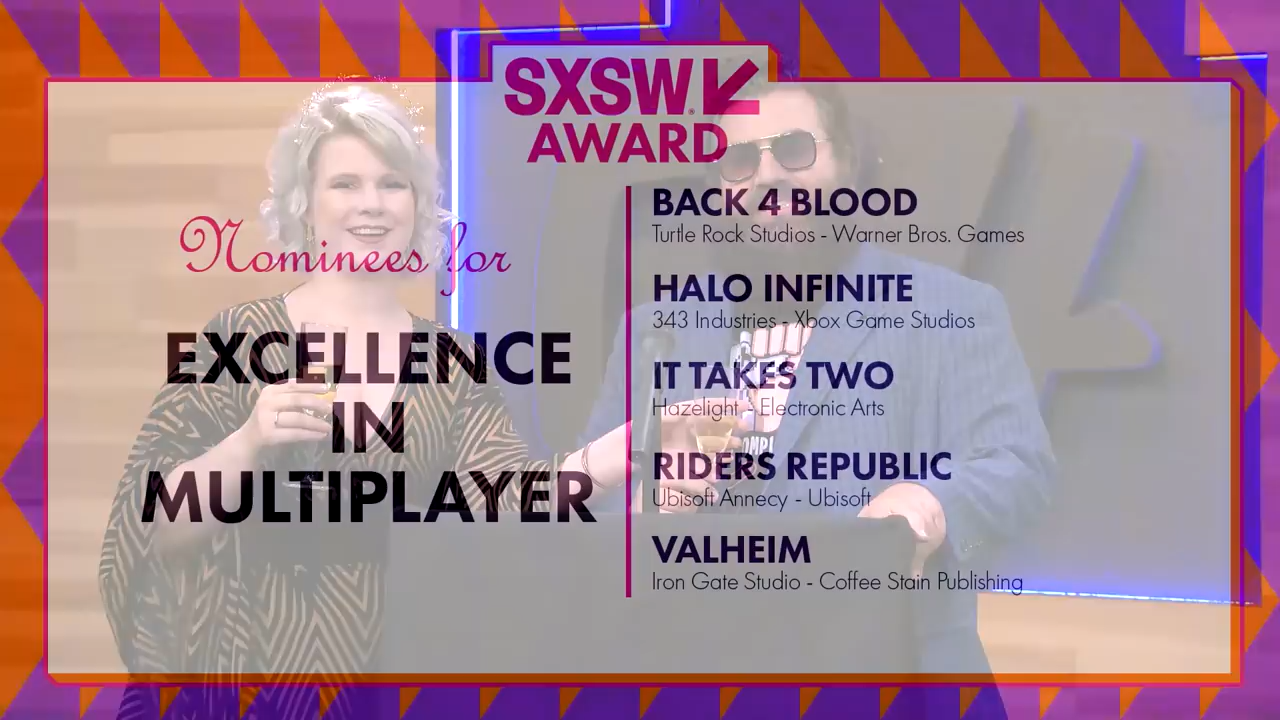 SXSW
AWARD
Nominees for
EXCELLENCE
IN
MULTIPLAYER
BACK 4 BLOOD
Turtle Rock Studios - Warner Bros. Games
HALO INFINITE
343 Industries - Xbox Game Studios
IT TAKES TWO
Hazelight - Electronic Arts
RIDERS REPUBLIC
Ubisoft Annecy - Ubisoft
VALHEIM
Iron Gate Studio - Coffee Stain Publishing